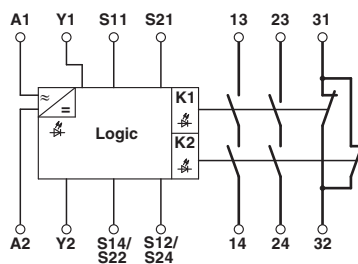 A1 Y1 S11 S21 13 23 31
≈
=
K1
Logic
K2
A2 Y2 S14/ S12/ 14 24 32
S22 S24